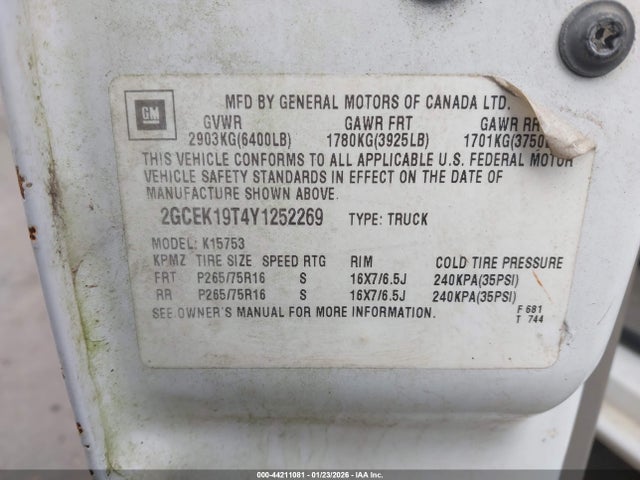 GM
MFD BY GENERAL MOTORS OF CANADA LTD.
GVWR GAWR FRT GAWR RR
2903KG(6400LB) 1780KG(3925LB) 1701KG(3750L
THIS VEHICLE CONFORMS TO ALL APPLICABLE U.S. FEDERAL MOTOR
VEHICLE SAFETY STANDARDS IN EFFECT ON THE DATE OF
MANUFACTURE SHOWN ABOVE.
2GCEK19T4Y1252269 TYPE: TRUCK
MODEL: K15753
KPMZ TIRE SIZE SPEED RTG RIM COLD TIRE PRESSURE
FRT P265/75R16 S 16X7/6.5J 240KPA(35PSI)
RR P265/75R16 S 16X7/6.5J 240KPA(35PSI)
SEE OWNER'S MANUAL FOR MORE INFORMATION.
F 681
T 744
000-44211081 - 01/23/2026 - IAA Inc.